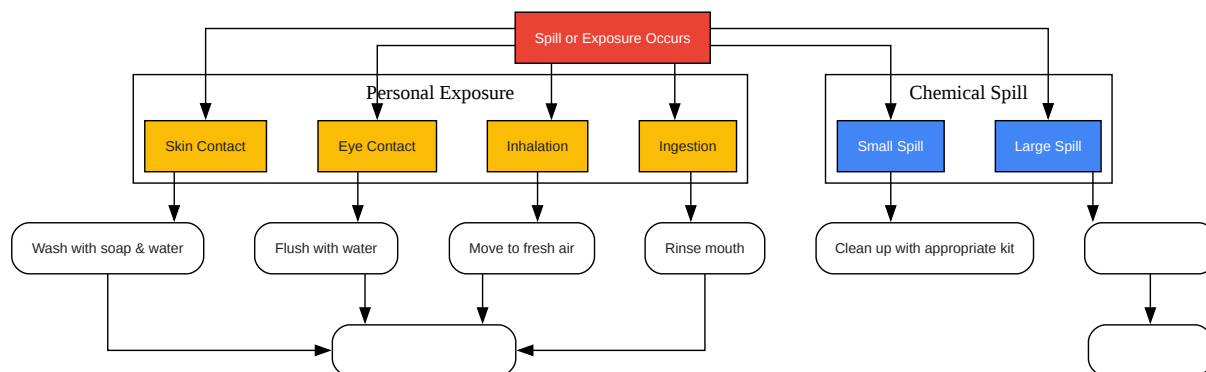 Spill or Exposure Occurs
Personal Exposure
Chemical Spill
Skin Contact
Eye Contact
Inhalation
Ingestion
Small Spill
Large Spill
Wash with soap & water
Flush with water
Move to fresh air
Rinse mouth
Clean up with appropriate kit